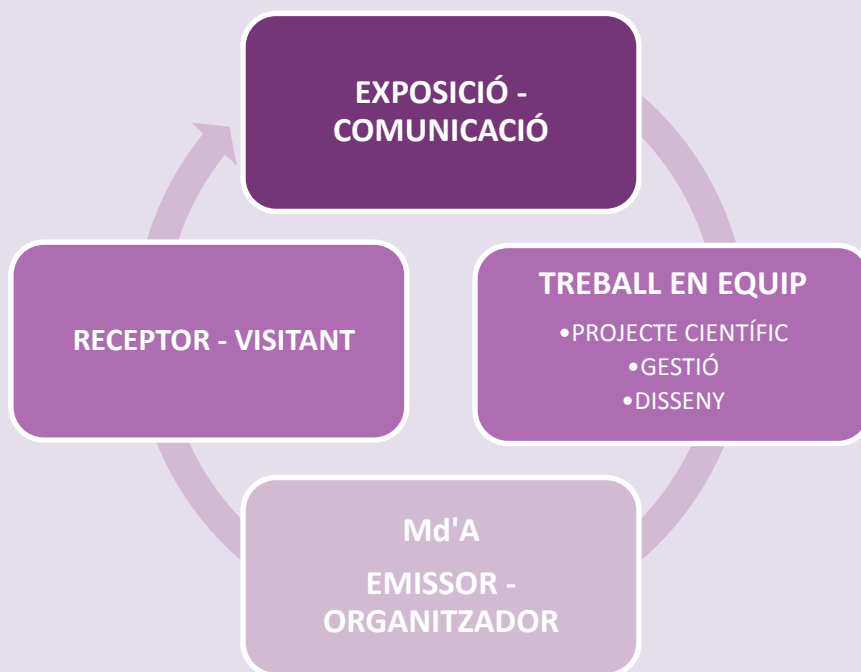 EXPOSICIÓ -
COMUNICACIÓ
TREBALL EN EQUIP
•PROJECTE CIENTÍFIC
•GESTIÓ
•DISSENY
Md'A
EMISSOR -
ORGANITZADOR
RECEPTOR - VISITANT